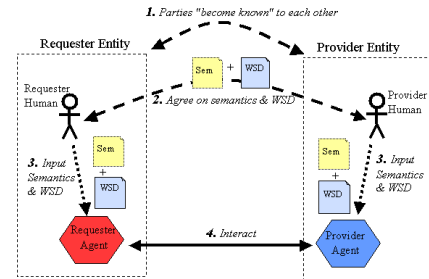 1. Parties "become known" to each other
Requester Entity
Provider Entity
Sem
+
WSD
Requester
Human
Provider
Human
2. Agree on semantics & WSD
Sem
+
WSD
3. Input
Semantics
& WSD
Sem
+
WSD
3. Input
Semantics
& WSD
Requester
Agent
4. Interact
Provider
Agent